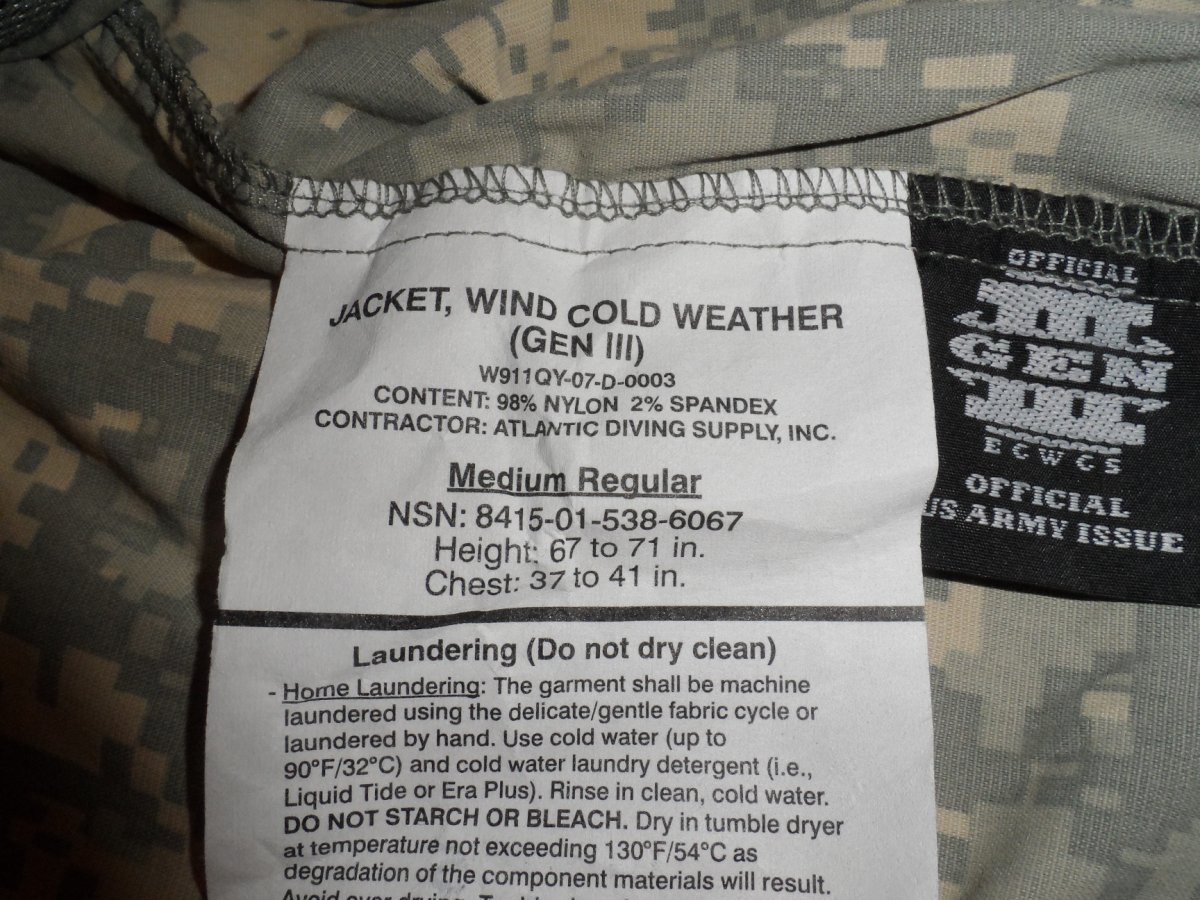 JACKET, WIND COLD WEATHER
(GEN III)
W911QY-07-D-0003
CONTENT: 98% NYLON 2% SPANDEX
CONTRACTOR: ATLANTIC DIVING SUPPLY, INC.
Medium Regular
NSN: 8415-01-538-6067
Height: 67 to 71 in.
Chest: 37 to 41 in.
Laundering (Do not dry clean)
- Home Laundering: The garment shall be machine
laundered using the delicate/gentle fabric cycle or
laundered by hand. Use cold water (up to
90°F/32°C) and cold water laundry detergent (i.e.,
Liquid Tide or Era Plus). Rinse in clean, cold water.
DO NOT STARCH OR BLEACH. Dry in tumble dryer
at temperature not exceeding 130°F/54°C as
degradation of the component materials will result.
Avoid over drying.
OFFICIAL
III
GEN
III
ECWCS
OFFICIAL
US ARMY ISSUE